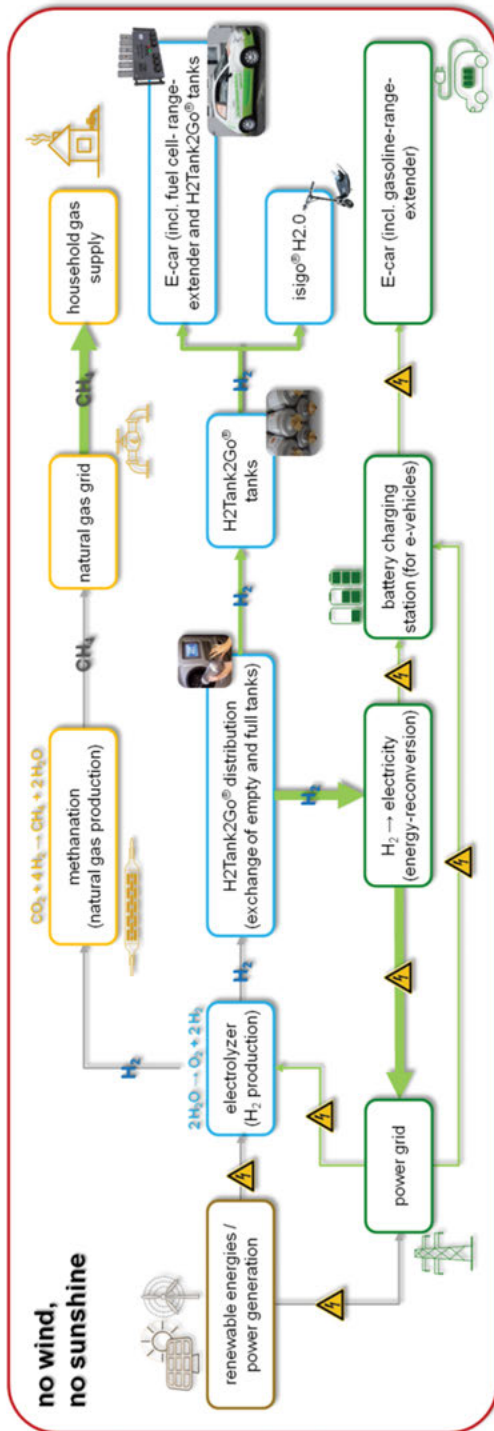 no wind,
no sunshine
CO₂ + 4 H₂ → CH₄ + 2 H₂O
methanation
(natural gas production)
CH₄
natural gas grid
CH₄
household gas
supply
H₂
2 H₂O → O₂ + 2 H₂
renewable energies /
power generation
electrolyzer
(H₂ production)
H₂
H2Tank2Go® distribution
(exchange of empty and full tanks)
H₂
H2Tank2Go®
tanks
H₂
E-car (incl. fuel cell- range-
extender and H2Tank2Go® tanks
isigo® H2.0
H₂
power grid
H₂ → electricity
(energy-reconversion)
battery charging
station (for e-vehicles)
E-car (incl. gasoline-range-
extender)